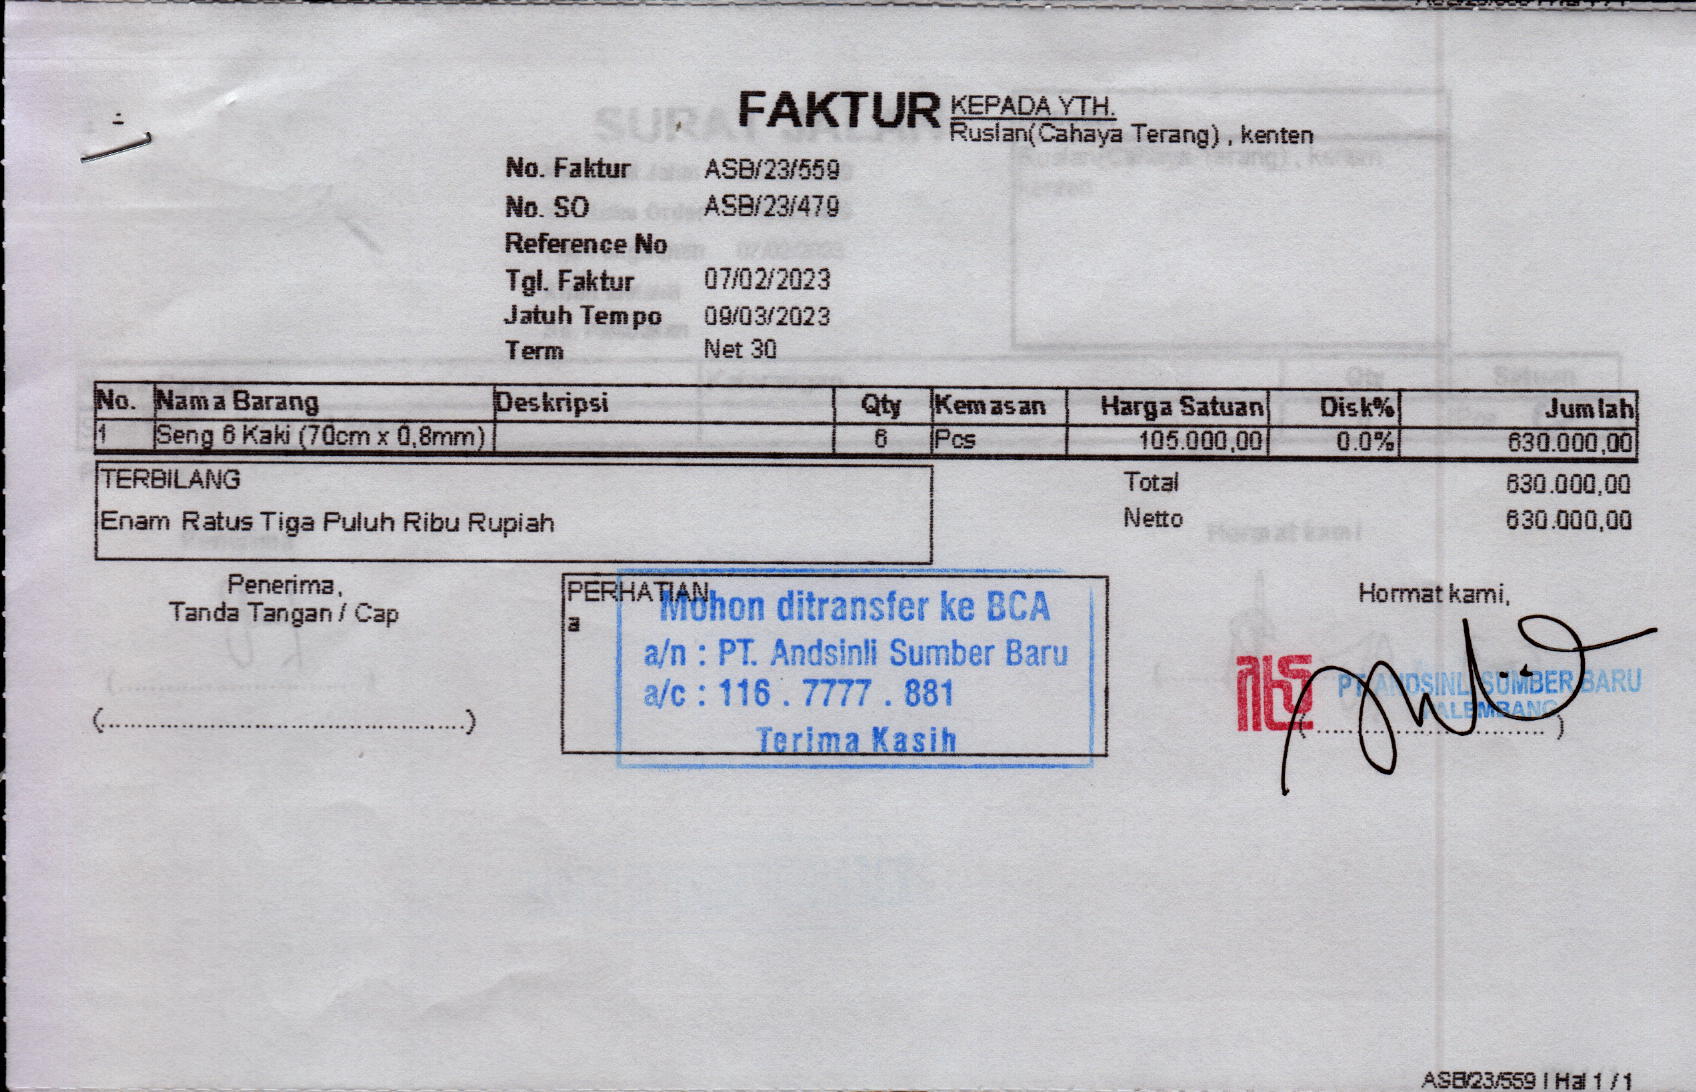 FAKTUR
KEPADA YTH.
Ruslan(Cahaya Terang) , kenten
No. Faktur ASB/23/559
No. SO ASB/23/479
Reference No
Tgl. Faktur 07/02/2023
Jatuh Tempo 09/03/2023
Term Net 30
No. Nama Barang Deskripsi Qty Kemasan Harga Satuan Disk% Jumlah
1 Seng 6 Kaki (70cm x 0,8mm) 6 Pcs 105.000,00 0.0% 630.000,00
TERBILANG
Enam Ratus Tiga Puluh Ribu Rupiah
Total 630.000,00
Netto 630.000,00
Penerima,
Tanda Tangan / Cap
(..............................................................)
PERHATIAN
a
Mohon ditransfer ke BCA
a/n : PT. Andsinli Sumber Baru
a/c : 116 . 7777 . 881
Terima Kasih
Hormat kami,
PT ANDSINLI SUMBER BARU
PALEMBANG
ASB/23/559 | Hal 1 / 1